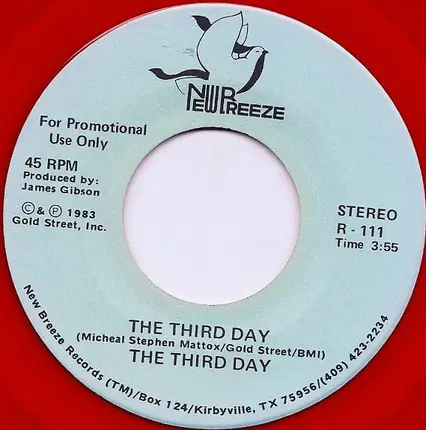 NEW BREEZE
For Promotional
Use Only
45 RPM
Produced by:
James Gibson
© & ℗ 1983
Gold Street, Inc.
STEREO
R - 111
Time 3:55
THE THIRD DAY
(Micheal Stephen Mattox/Gold Street/BMI)
THE THIRD DAY
New Breeze Records (TM)/Box 124/Kirbyville, TX 75956/(409) 423-2234